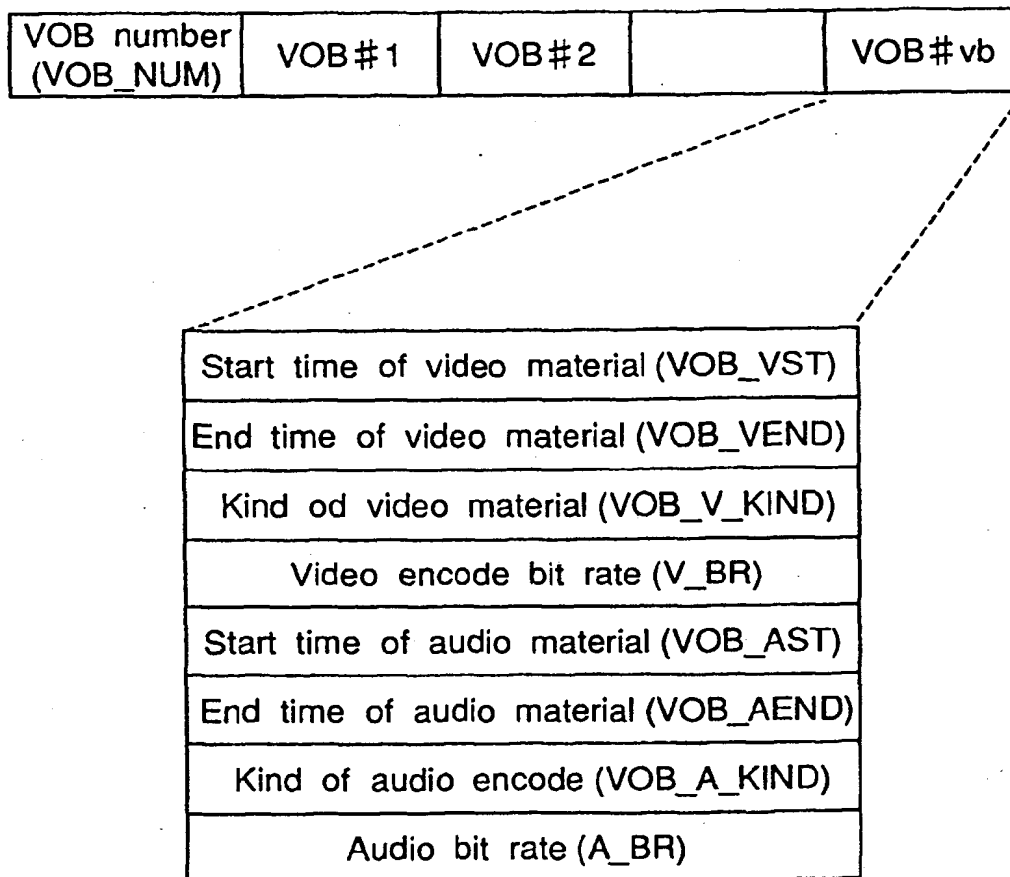 VOB number
(VOB_NUM)
VOB#1
VOB#2
VOB#vb
Start time of video material (VOB_VST)
End time of video material (VOB_VEND)
Kind od video material (VOB_V_KIND)
Video encode bit rate (V_BR)
Start time of audio material (VOB_AST)
End time of audio material (VOB_AEND)
Kind of audio encode (VOB_A_KIND)
Audio bit rate (A_BR)